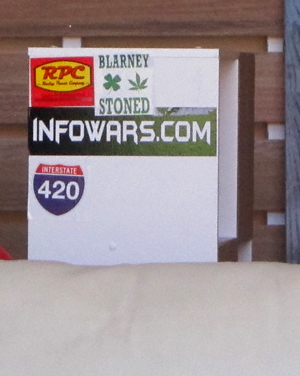 RPC
BLARNEY
STONED
INFOWARS.COM
INTERSTATE
420